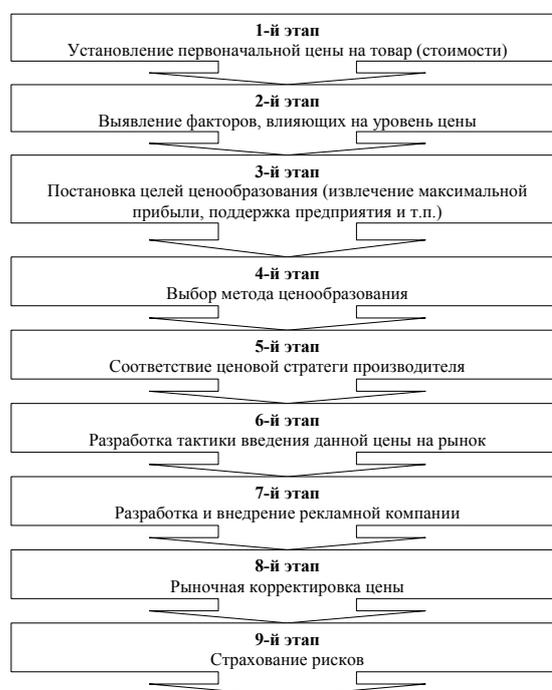 1-й этап
Установление первоначальной цены на товар (стоимости)
2-й этап
Выявление факторов, влияющих на уровень цены
3-й этап
Постановка целей ценообразования (извлечение максимальной
прибыли, поддержка предприятия и т.п.)
4-й этап
Выбор метода ценообразования
5-й этап
Соответствие ценовой стратеги производителя
6-й этап
Разработка тактики введения данной цены на рынок
7-й этап
Разработка и внедрение рекламной компании
8-й этап
Рыночная корректировка цены
9-й этап
Страхование рисков